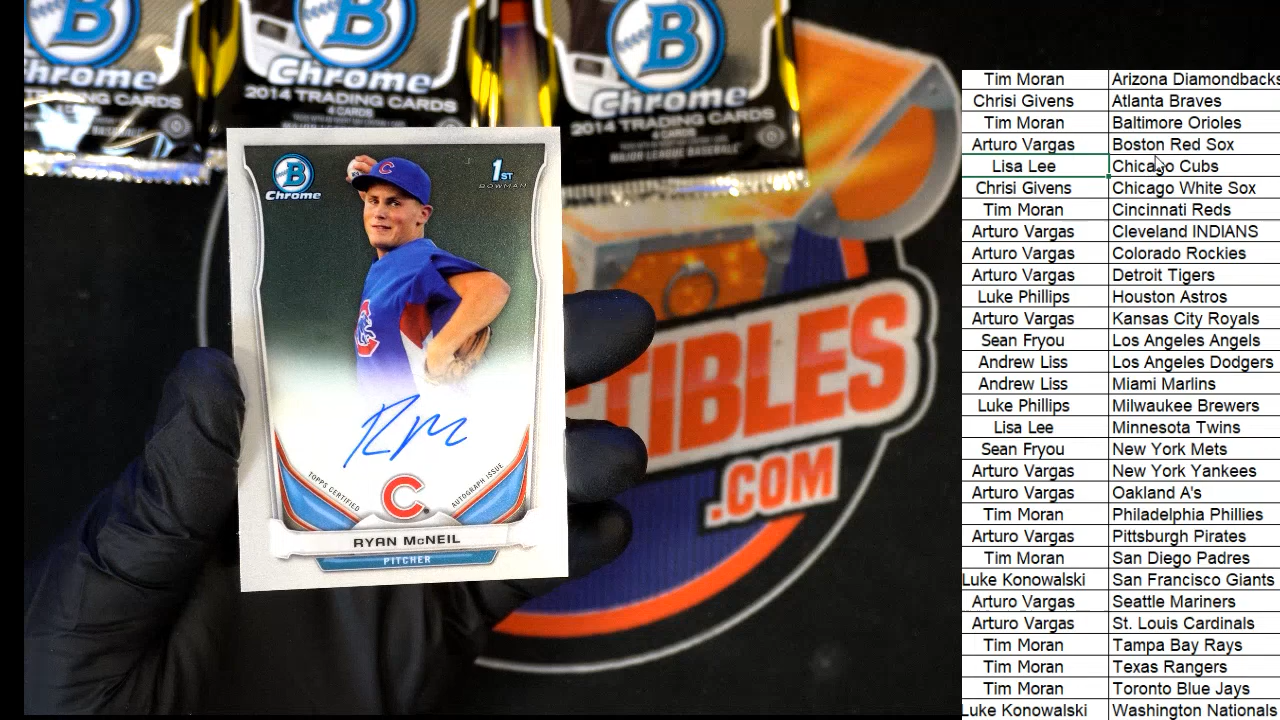 B
Chrome
2014 TRADING CARDS
B
Chrome
2014 TRADING CARDS
4 CARDS
B
Chrome
2014 TRADING CARDS
4 CARDS
MAJOR LEAGUE BASEBALL
B
Chrome
1ST
BOWMAN
C
C
TOPPS CERTIFIED
AUTOGRAPH ISSUE
C
RYAN McNEIL
PITCHER
TIBLES
.COM
Tim Moran Arizona Diamondbacks
Chrisi Givens Atlanta Braves
Tim Moran Baltimore Orioles
Arturo Vargas Boston Red Sox
Lisa Lee Chicago Cubs
Chrisi Givens Chicago White Sox
Tim Moran Cincinnati Reds
Arturo Vargas Cleveland INDIANS
Arturo Vargas Colorado Rockies
Arturo Vargas Detroit Tigers
Luke Phillips Houston Astros
Arturo Vargas Kansas City Royals
Sean Fryou Los Angeles Angels
Andrew Liss Los Angeles Dodgers
Andrew Liss Miami Marlins
Luke Phillips Milwaukee Brewers
Lisa Lee Minnesota Twins
Sean Fryou New York Mets
Arturo Vargas New York Yankees
Arturo Vargas Oakland A's
Tim Moran Philadelphia Phillies
Arturo Vargas Pittsburgh Pirates
Tim Moran San Diego Padres
Luke Konowalski San Francisco Giants
Arturo Vargas Seattle Mariners
Arturo Vargas St. Louis Cardinals
Tim Moran Tampa Bay Rays
Tim Moran Texas Rangers
Tim Moran Toronto Blue Jays
Luke Konowalski Washington Nationals